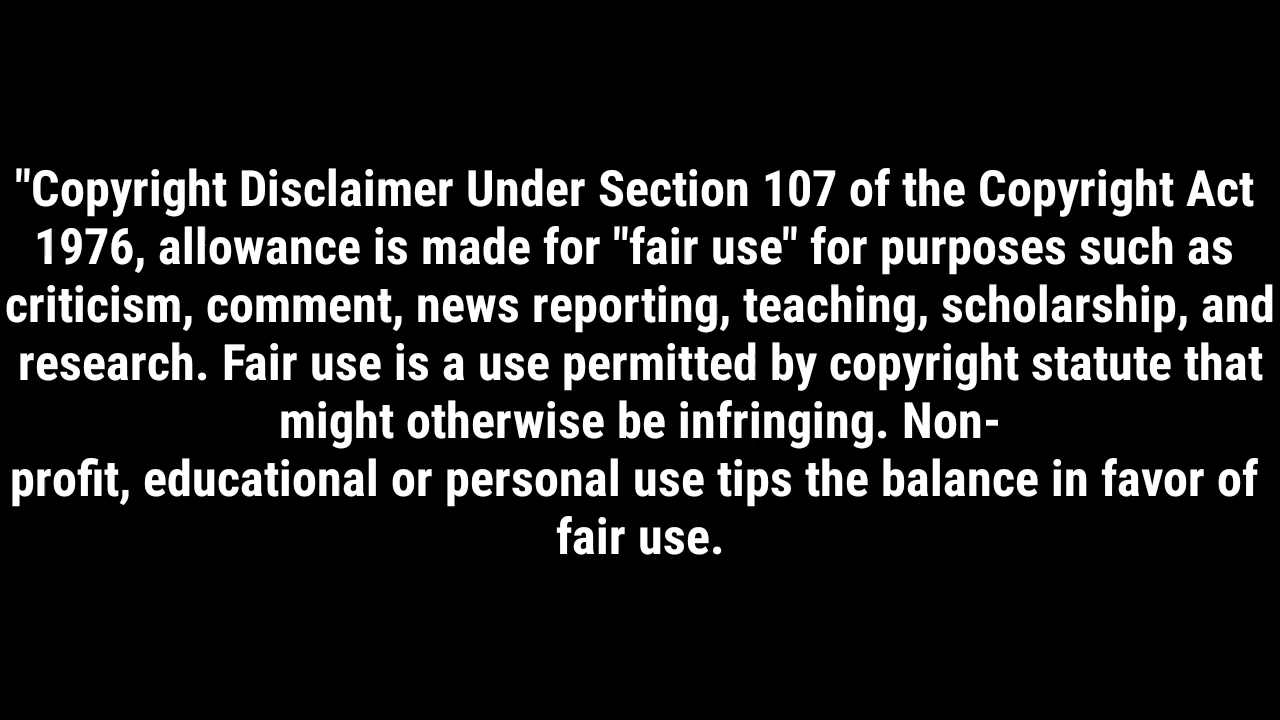 "Copyright Disclaimer Under Section 107 of the Copyright Act
1976, allowance is made for "fair use" for purposes such as
criticism, comment, news reporting, teaching, scholarship, and
research. Fair use is a use permitted by copyright statute that
might otherwise be infringing. Non-
profit, educational or personal use tips the balance in favor of
fair use.